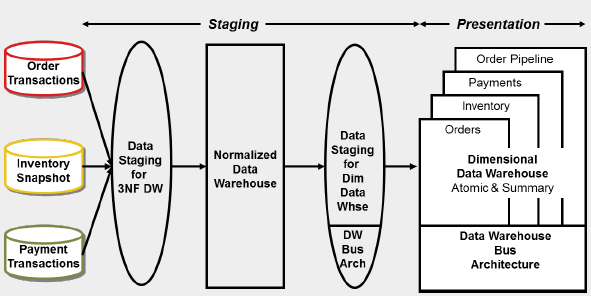 Staging
Presentation
Order
Transactions
Inventory
Snapshot
Payment
Transactions
Data
Staging
for
3NF DW
Normalized
Data
Warehouse
Data
Staging
for
Dim
Data
Whse
DW
Bus
Arch
Order Pipeline
Payments
Inventory
Orders
Dimensional
Data Warehouse
Atomic & Summary
Data Warehouse
Bus
Architecture